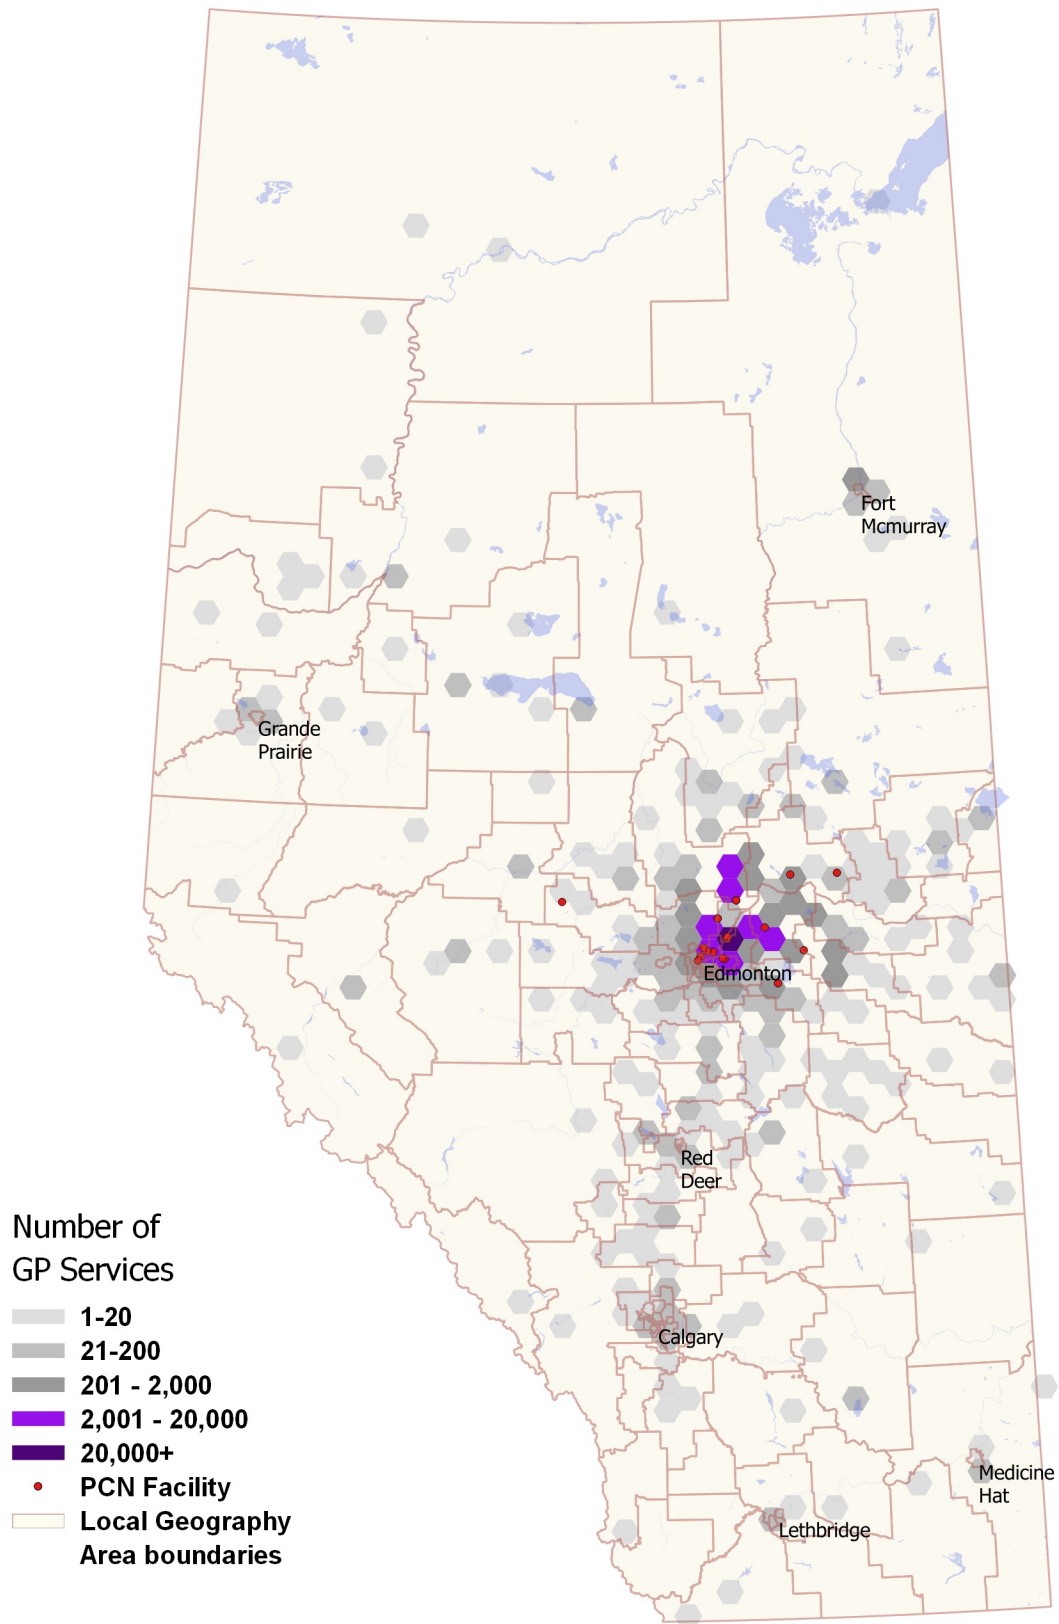 Fort
Mcmurray
Grande
Prairie
Edmonton
Red
Deer
Number of
GP Services
1-20
21-200
201 - 2,000
2,001 - 20,000
20,000+
PCN Facility
Local Geography
Area boundaries
Calgary
Medicine
Hat
Lethbridge